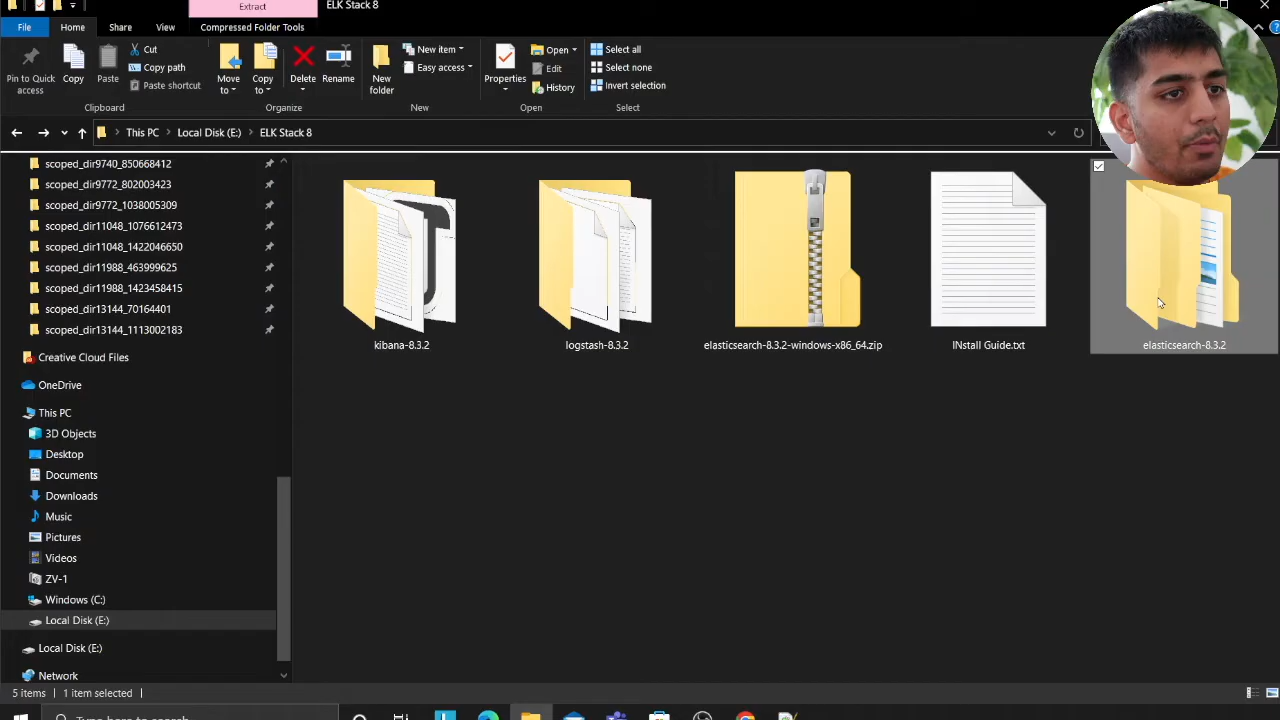 Extract
ELK Stack 8
File
Home
Share
View
Compressed Folder Tools
Pin to Quick access
Copy
Paste
Cut
Copy path
Paste shortcut
Move to
Copy to
Delete
Rename
New folder
New item
Easy access
Properties
Open
Edit
History
Select all
Select none
Invert selection
Clipboard
Organize
New
Open
Select
This PC
Local Disk (E:)
ELK Stack 8
scoped_dir9740_850668412
scoped_dir9772_802003423
scoped_dir9772_1038005309
scoped_dir11048_1076612473
scoped_dir11048_1422046650
scoped_dir11988_463999625
scoped_dir11988_1423458415
scoped_dir13144_70164401
scoped_dir13144_1113002183
Creative Cloud Files
OneDrive
This PC
3D Objects
Desktop
Documents
Downloads
Music
Pictures
Videos
ZV-1
Windows (C:)
Local Disk (E:)
Local Disk (E:)
Network
kibana-8.3.2
logstash-8.3.2
elasticsearch-8.3.2-windows-x86_64.zip
INstall Guide.txt
elasticsearch-8.3.2
5 items
1 item selected
Type here to search